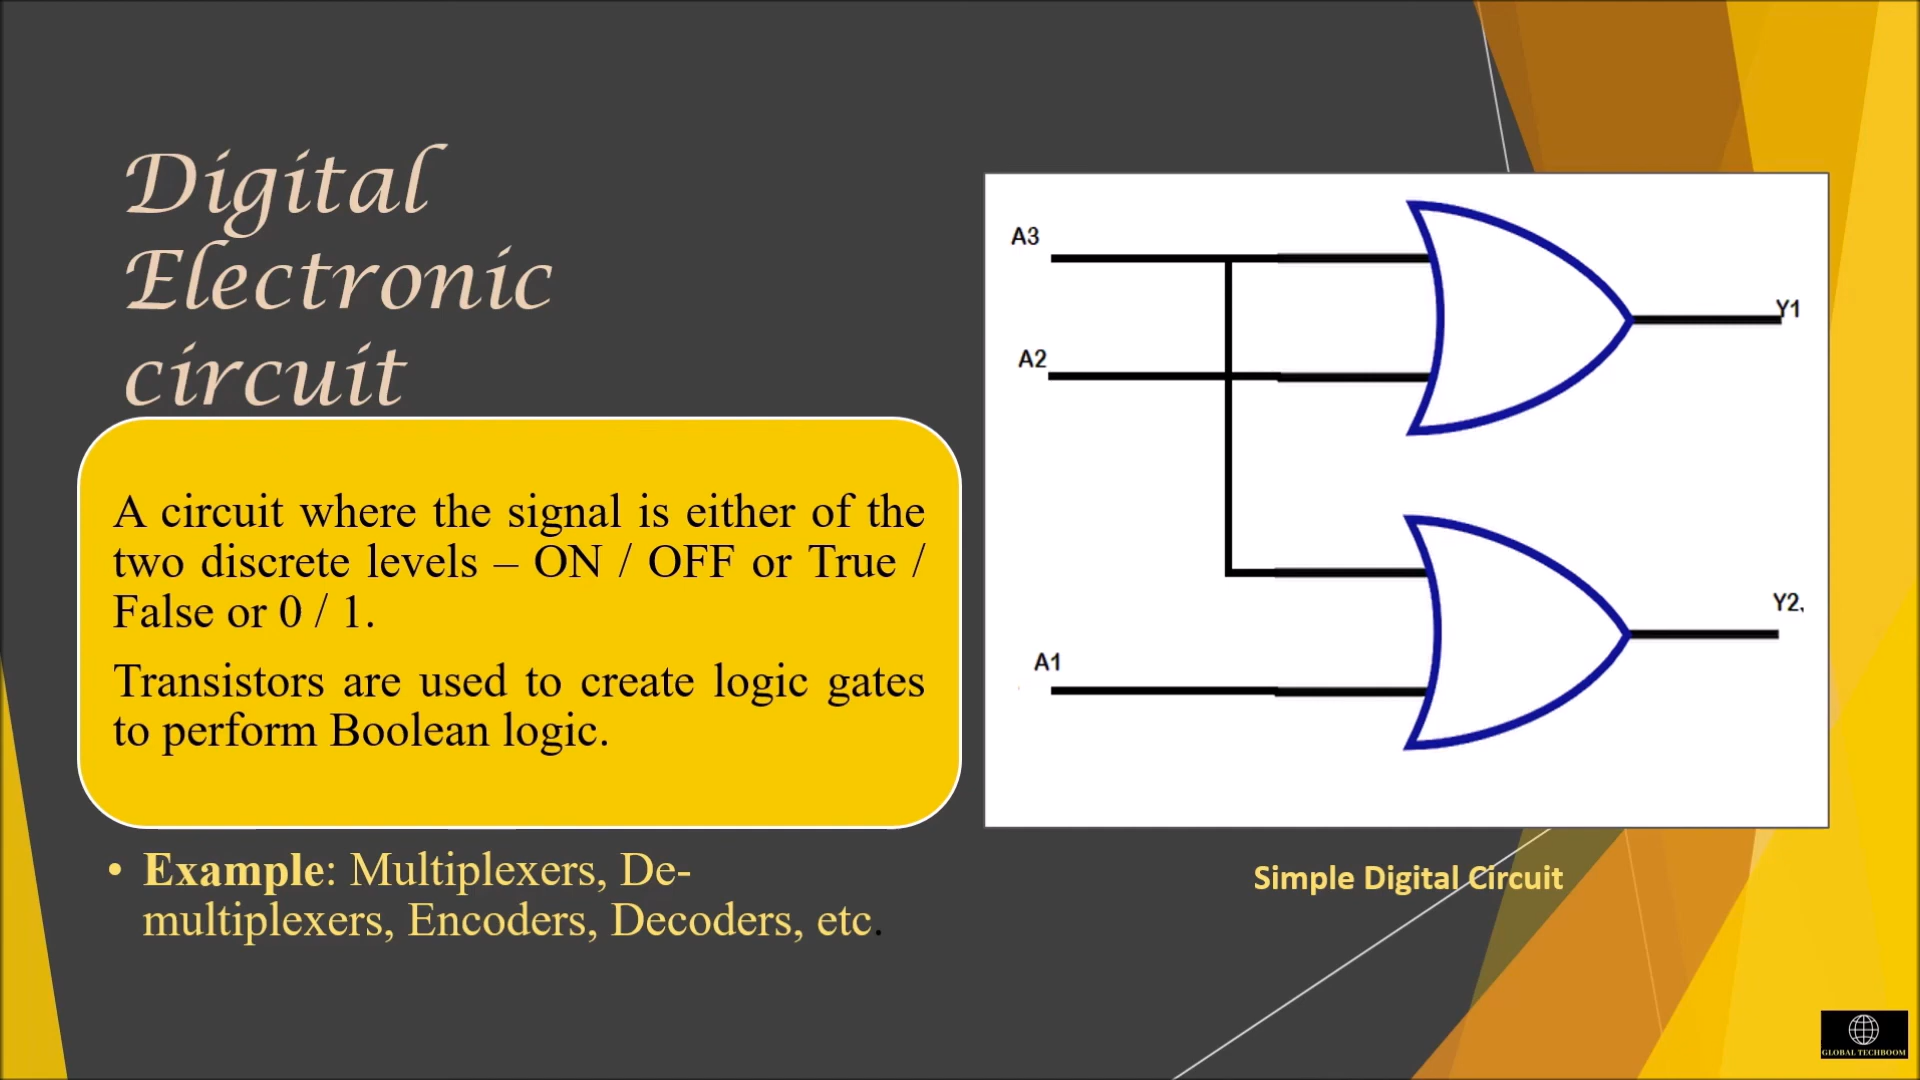 Digital
Electronic
circuit
A circuit where the signal is either of the
two discrete levels – ON / OFF or True /
False or 0 / 1.
Transistors are used to create logic gates
to perform Boolean logic.
• Example: Multiplexers, De-
multiplexers, Encoders, Decoders, etc.
A3
Y1
A2
Y2,
A1
Simple Digital Circuit
GLOBAL TECHBOOM